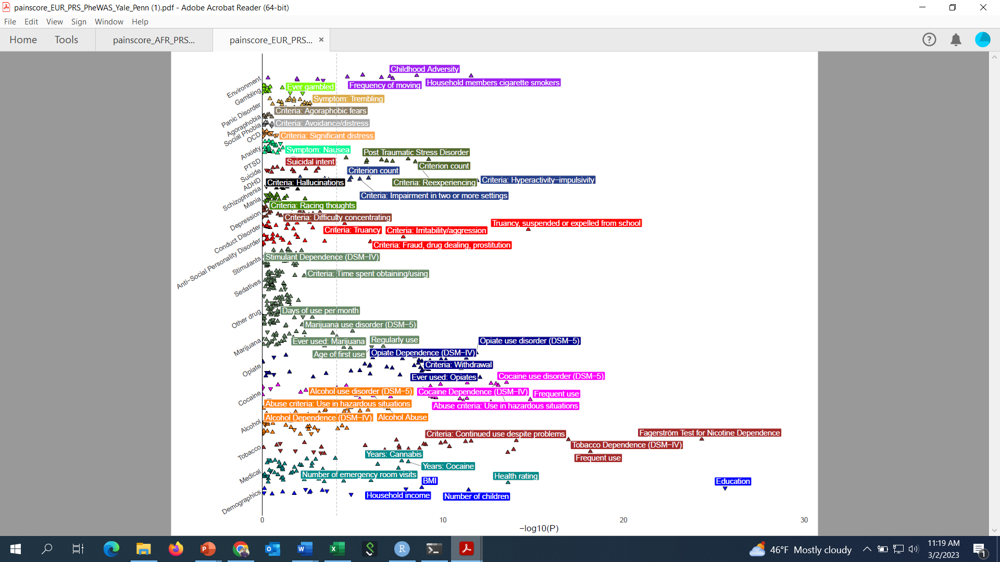 painscore_EUR_PRS_PheWAS_Yale_Penn (1).pdf - Adobe Acrobat Reader (64-bit)
File Edit View Sign Window Help
Home Tools painscore_AFR_PRS... painscore_EUR_PRS... ×
Childhood Adversity
Environment
Ever gambled
Frequency of moving
Household members cigarette smokers
Gambling
Symptom: Trembling
Panic Disorder
Criteria: Agoraphobic fears
Agoraphobia
Criteria: Avoidance/distress
Social Phobia
OCD
Criteria: Significant distress
Anxiety
Symptom: Nausea
Post Traumatic Stress Disorder
PTSD
Suicidal intent
Criterion count
Suicide
Criterion count
ADHD
Criteria: Hallucinations
Criteria: Reexperiencing
Criteria: Hyperactivity−impulsivity
Schizophrenia
Criteria: Impairment in two or more settings
Mania
Criteria: Racing thoughts
Depression
Criteria: Difficulty concentrating
Truancy, suspended or expelled from school
Conduct Disorder
Criteria: Truancy
Criteria: Irritability/aggression
Anti−Social Personality Disorder
Criteria: Fraud, drug dealing, prostitution
Stimulants
Stimulant Dependence (DSM−IV)
Criteria: Time spent obtaining/using
Sedatives
Other drug
Days of use per month
Marijuana use disorder (DSM−5)
Marijuana
Ever used: Marijuana
Regularly use
Opiate use disorder (DSM−5)
Age of first use
Opiate Dependence (DSM−IV)
Opiate
Criteria: Withdrawal
Ever used: Opiates
Cocaine use disorder (DSM−5)
Cocaine
Alcohol use disorder (DSM−5)
Cocaine Dependence (DSM−IV)
Frequent use
Abuse criteria: Use in hazardous situations
Abuse criteria: Use in hazardous situations
Alcohol
Alcohol Dependence (DSM−IV)
Alcohol Abuse
Criteria: Continued use despite problems
Fagerström Test for Nicotine Dependence
Tobacco
Tobacco Dependence (DSM−IV)
Years: Cannabis
Frequent use
Years: Cocaine
Medical
Number of emergency room visits
Health rating
BMI
Education
Demographics
Household income
Number of children
0 10 20 30
−log10(P)
46°F Mostly cloudy
11:19 AM
3/2/2023
1